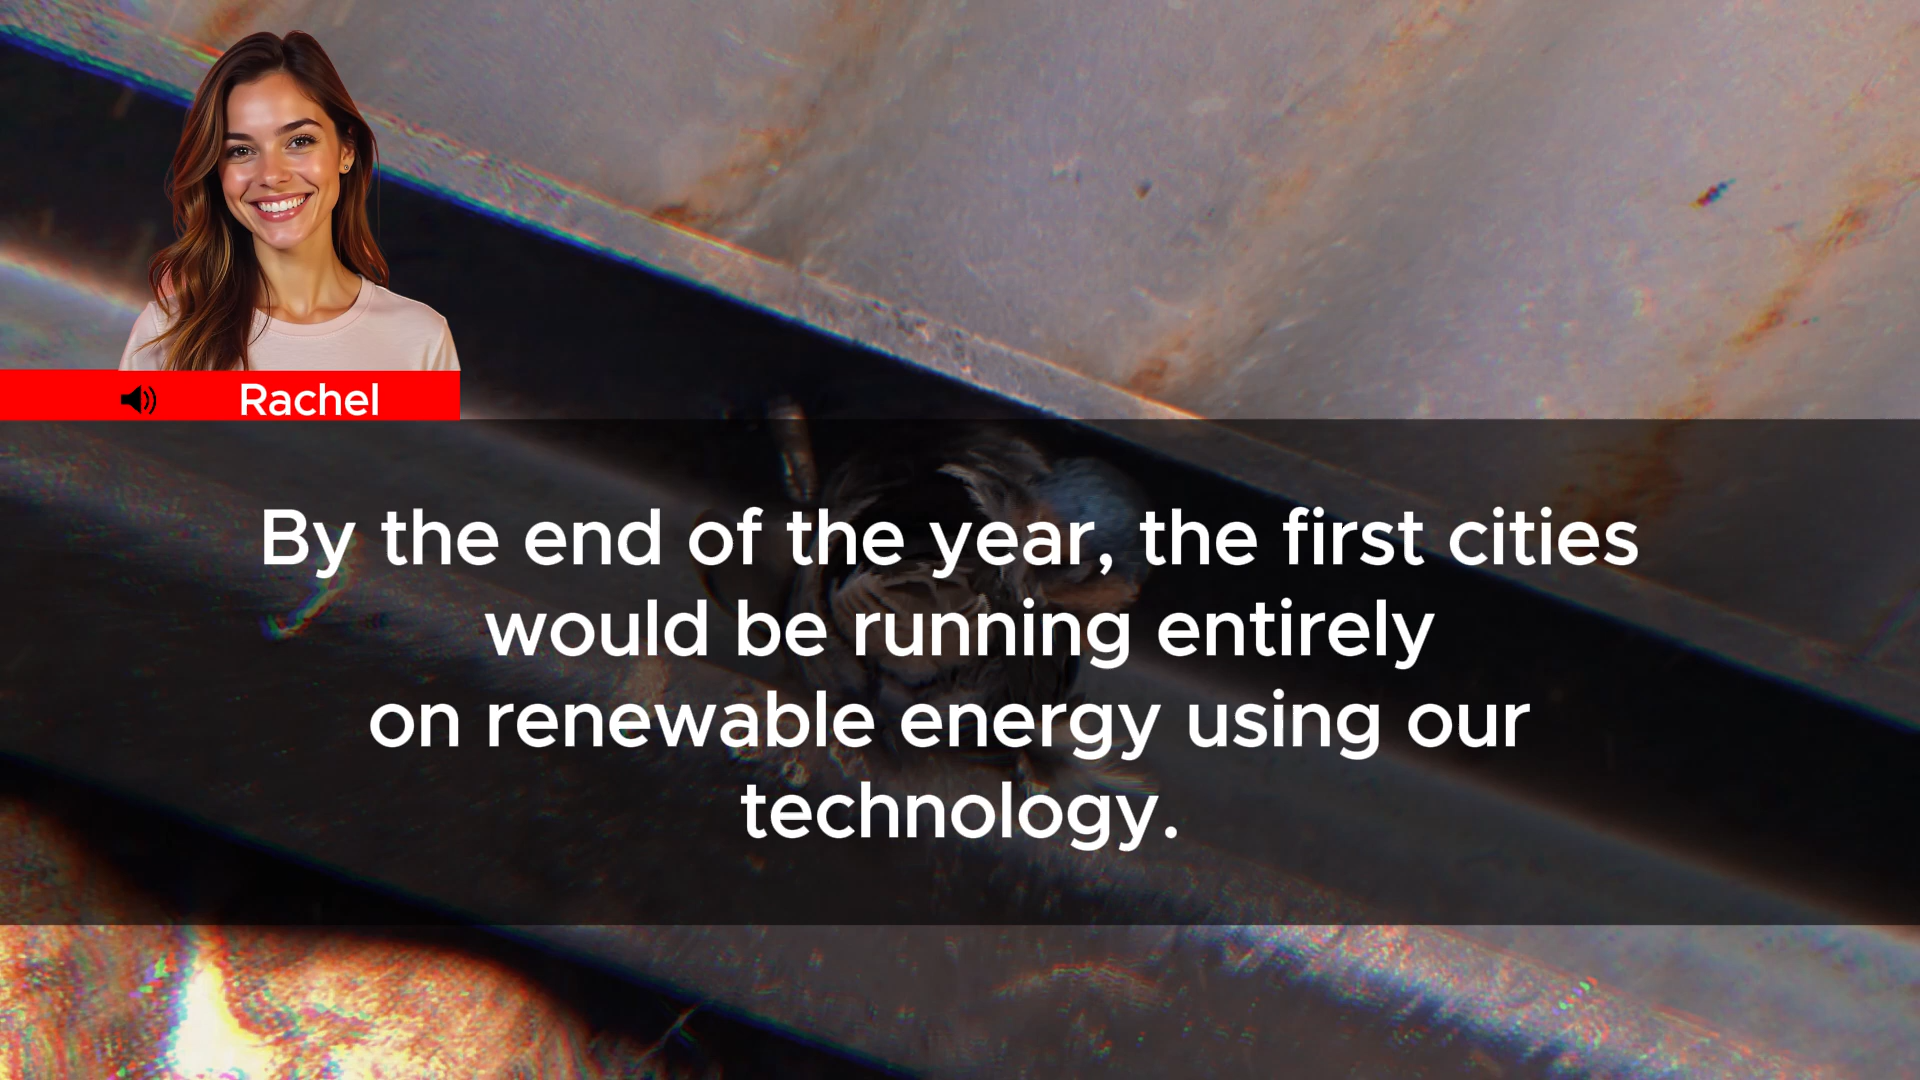 Rachel
By the end of the year, the first cities
would be running entirely
on renewable energy using our
technology.